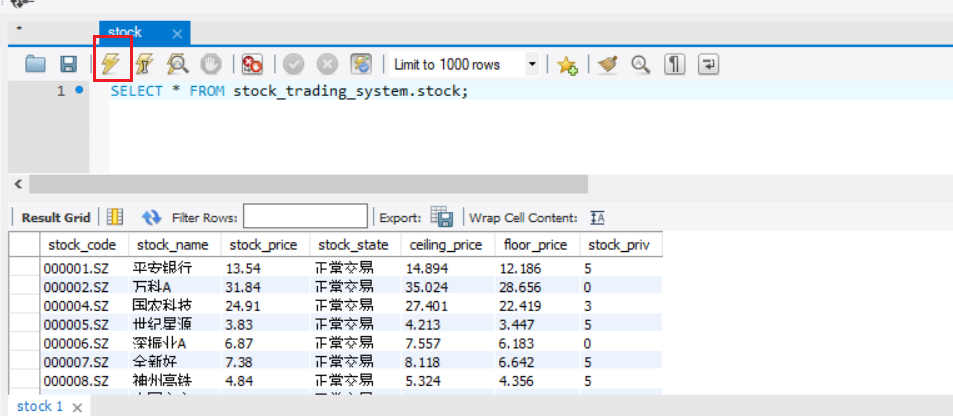 stock
Limit to 1000 rows
1 SELECT * FROM stock_trading_system.stock;
Result Grid Filter Rows: Export: Wrap Cell Content:
stock_code stock_name stock_price stock_state ceiling_price floor_price stock_priv
000001.SZ 平安银行 13.54 正常交易 14.894 12.186 5
000002.SZ 万科A 31.84 正常交易 35.024 28.656 0
000004.SZ 国农科技 24.91 正常交易 27.401 22.419 3
000005.SZ 世纪星源 3.83 正常交易 4.213 3.447 5
000006.SZ 深振业A 6.87 正常交易 7.557 6.183 0
000007.SZ 全新好 7.38 正常交易 8.118 6.642 5
000008.SZ 神州高铁 4.84 正常交易 5.324 4.356 5
stock 1